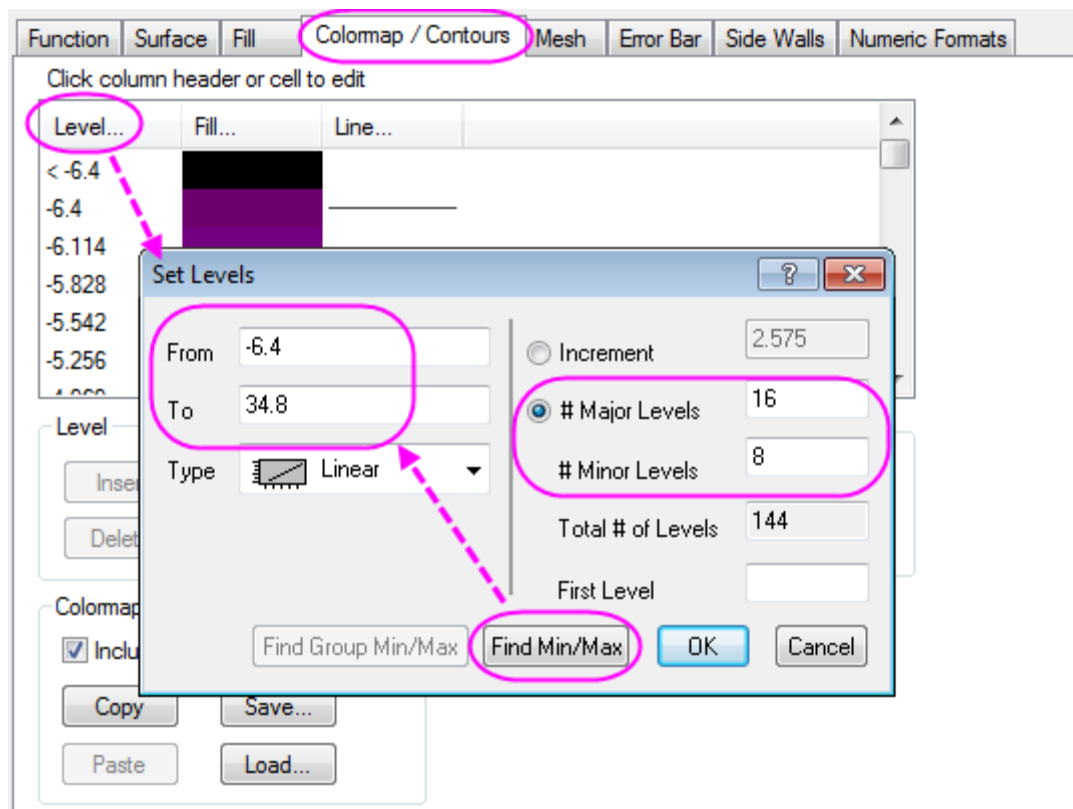 Function Surface Fill Colormap / Contours Mesh Error Bar Side Walls Numeric Formats
Click column header or cell to edit
Level... Fill... Line...
< -6.4
-6.4
-6.114
-5.828
-5.542
-5.256
Set Levels
From -6.4
To 34.8
Type Linear
Increment 2.575
# Major Levels 16
# Minor Levels 8
Total # of Levels 144
First Level
Find Group Min/Max Find Min/Max OK Cancel
Level
Colormap
Copy Save...
Paste Load...